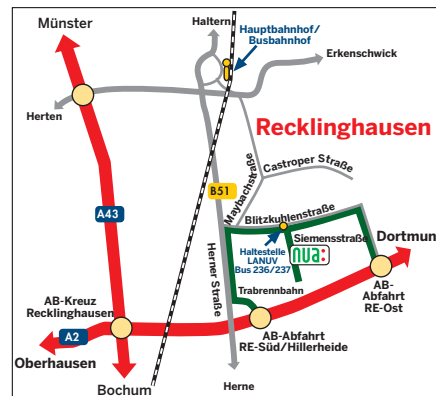 Münster
Haltern
Hauptbahnhof/
Busbahnhof
Erkenschwick
Herten
Recklinghausen
Castroper Straße
Maybachstraße
B51
A43
Blitzkuhlenstraße
Haltestelle
LANUV
Bus 236/237
Siemensstraße
nua:
Dortmun
Herner Straße
Trabrennbahn
AB-
Abfahrt
RE-Ost
AB-Kreuz
Recklinghausen
A2
Oberhausen
AB-Abfahrt
RE-Süd/Hillerheide
Bochum
Herne